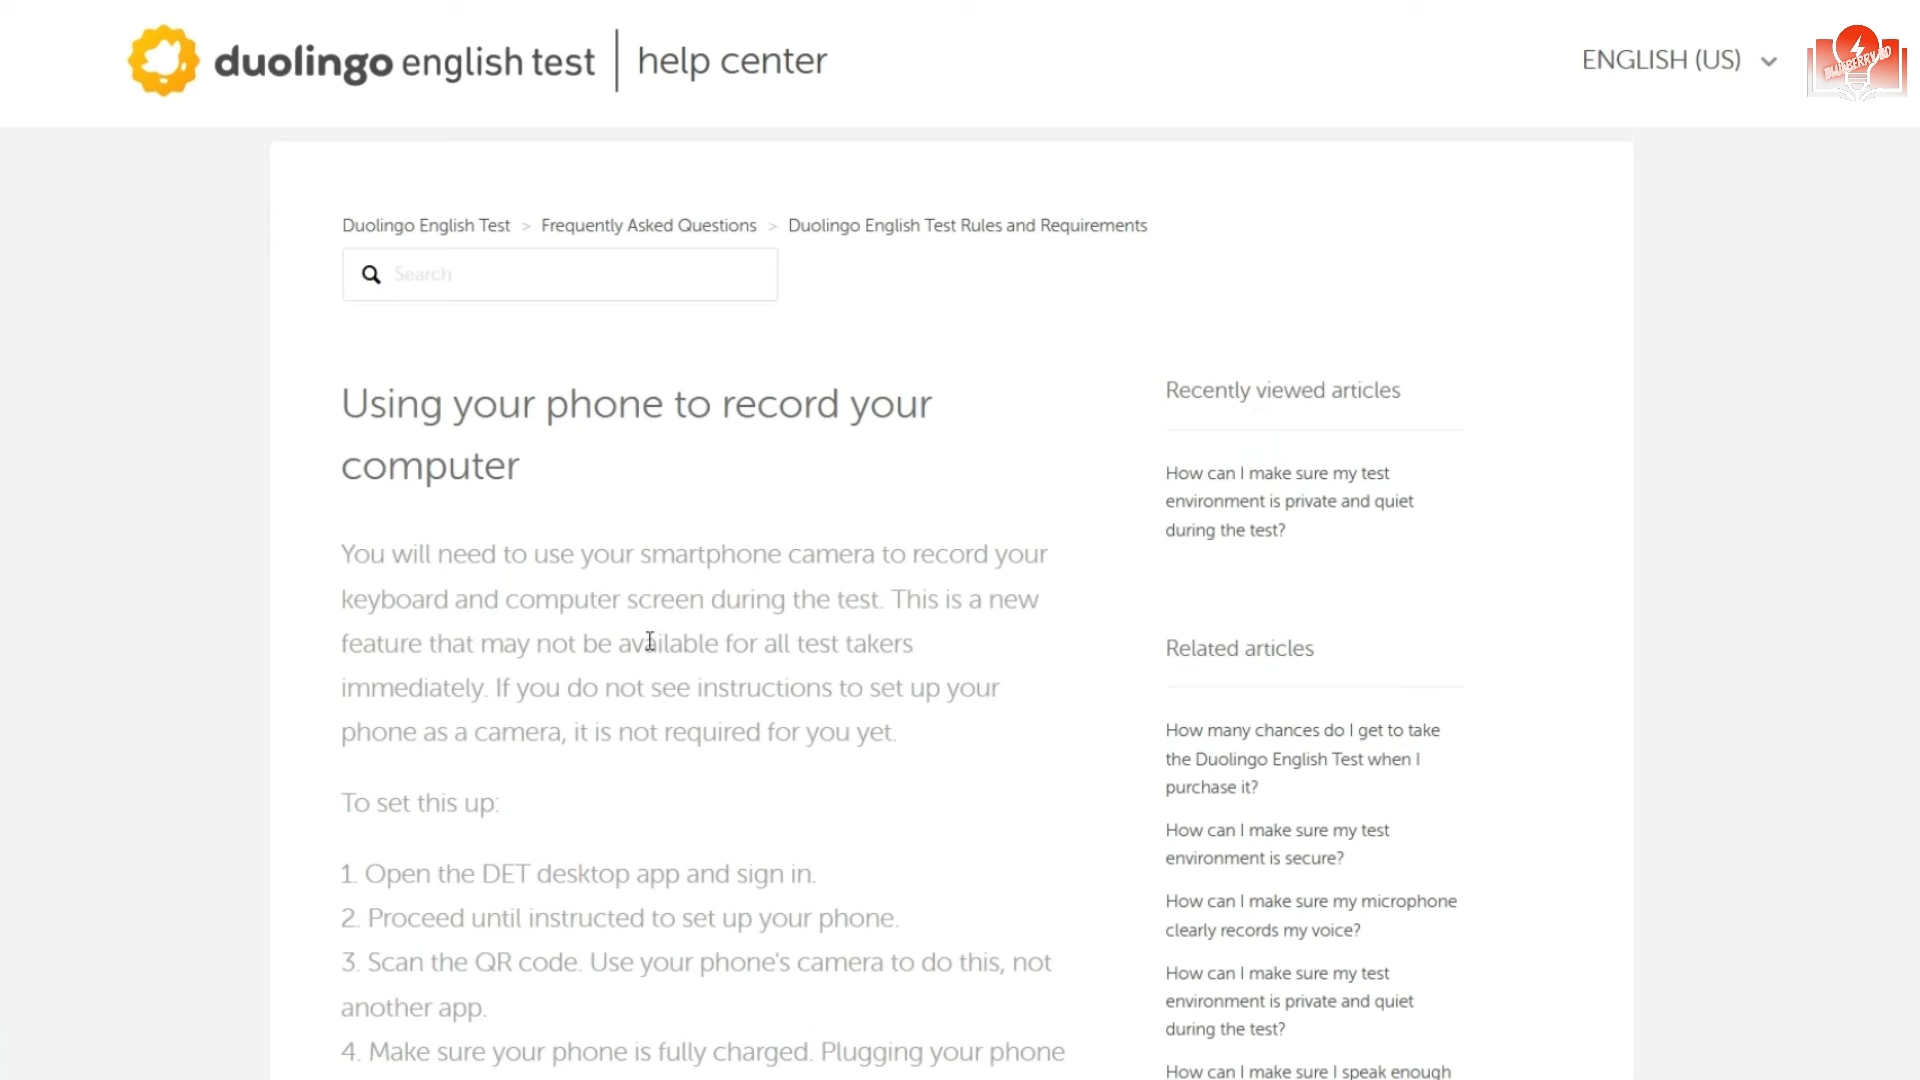 duolingo english test | help center
ENGLISH (US)
BLUEBERRY BD
Duolingo English Test > Frequently Asked Questions > Duolingo English Test Rules and Requirements
Search
Using your phone to record your
computer
You will need to use your smartphone camera to record your
keyboard and computer screen during the test. This is a new
feature that may not be available for all test takers
immediately. If you do not see instructions to set up your
phone as a camera, it is not required for you yet.
To set this up:
1. Open the DET desktop app and sign in.
2. Proceed until instructed to set up your phone.
3. Scan the QR code. Use your phone's camera to do this, not
another app.
4. Make sure your phone is fully charged. Plugging your phone
Recently viewed articles
How can I make sure my test
environment is private and quiet
during the test?
Related articles
How many chances do I get to take
the Duolingo English Test when I
purchase it?
How can I make sure my test
environment is secure?
How can I make sure my microphone
clearly records my voice?
How can I make sure my test
environment is private and quiet
during the test?
How can I make sure I speak enough